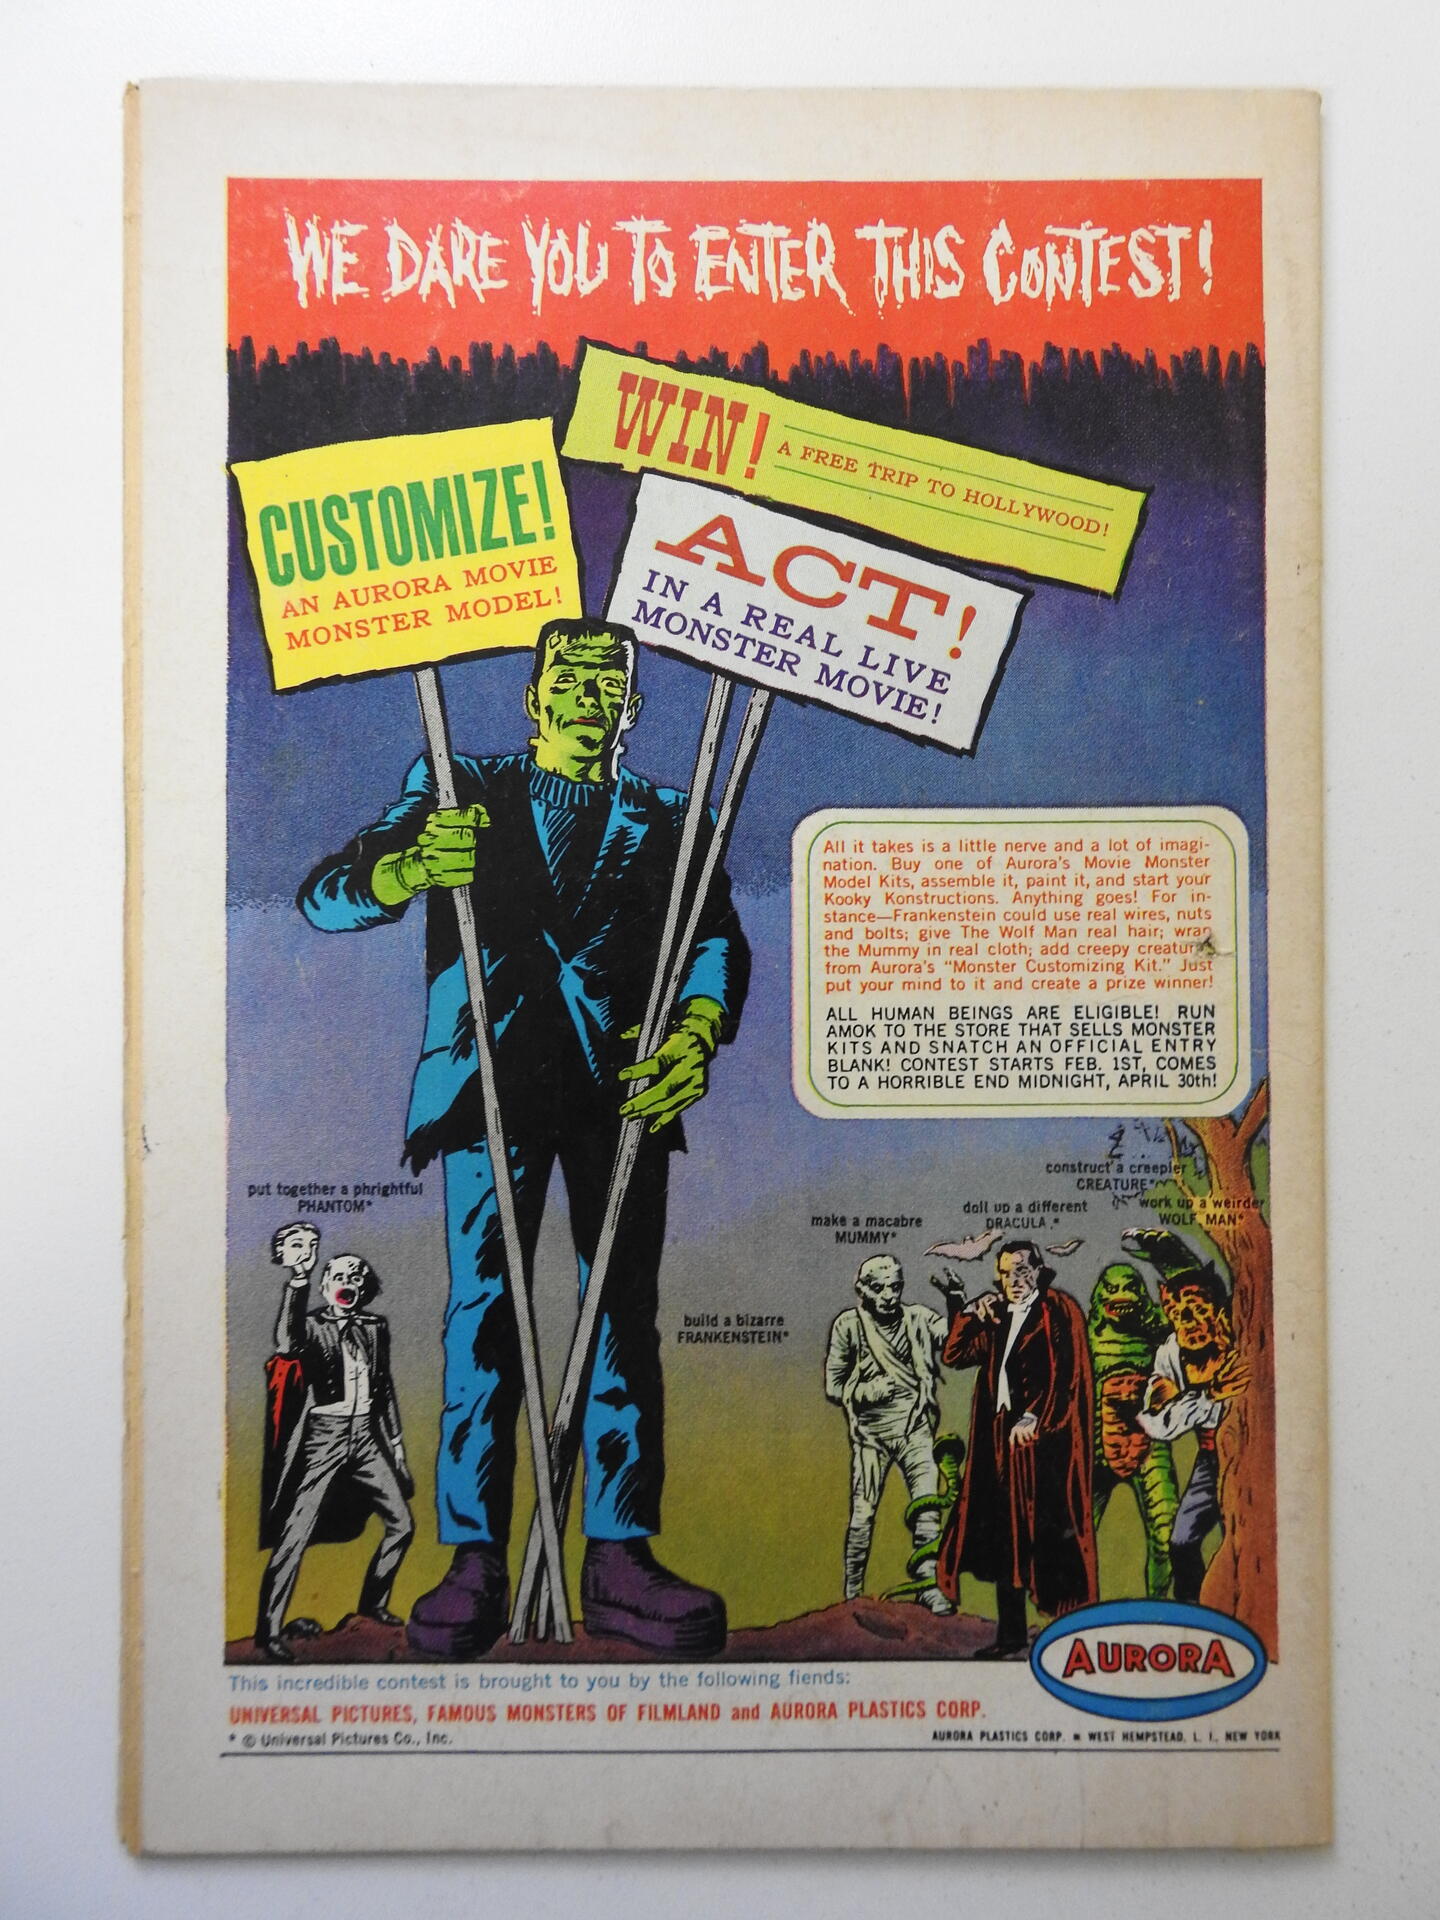 WE DARE YOU TO ENTER THIS CONTEST!
WIN! A FREE TRIP TO HOLLYWOOD!
CUSTOMIZE!
AN AURORA MOVIE
MONSTER MODEL!
ACT!
IN A REAL LIVE
MONSTER MOVIE!
All it takes is a little nerve and a lot of imagi-
nation. Buy one of Aurora's Movie Monster
Model Kits, assemble it, paint it, and start your
Kooky Konstructions. Anything goes! For in-
stance—Frankenstein could use real wires, nuts
and bolts; give The Wolf Man real hair; wrap
the Mummy in real cloth; add creepy creatures
from Aurora's "Monster Customizing Kit." Just
put your mind to it and create a prize winner!
ALL HUMAN BEINGS ARE ELIGIBLE! RUN
AMOK TO THE STORE THAT SELLS MONSTER
KITS AND SNATCH AN OFFICIAL ENTRY
BLANK! CONTEST STARTS FEB. 1ST, COMES
TO A HORRIBLE END MIDNIGHT, APRIL 30th!
put together a phrightful
PHANTOM*
build a bizarre
FRANKENSTEIN*
make a macabre
MUMMY*
doll up a different
DRACULA.*
construct a creepier
CREATURE*
work up a weirder
WOLF MAN*
AURORA
This incredible contest is brought to you by the following fiends:
UNIVERSAL PICTURES, FAMOUS MONSTERS OF FILMLAND and AURORA PLASTICS CORP.
* © Universal Pictures Co., Inc.
AURORA PLASTICS CORP. ■ WEST HEMPSTEAD, L. I., NEW YORK